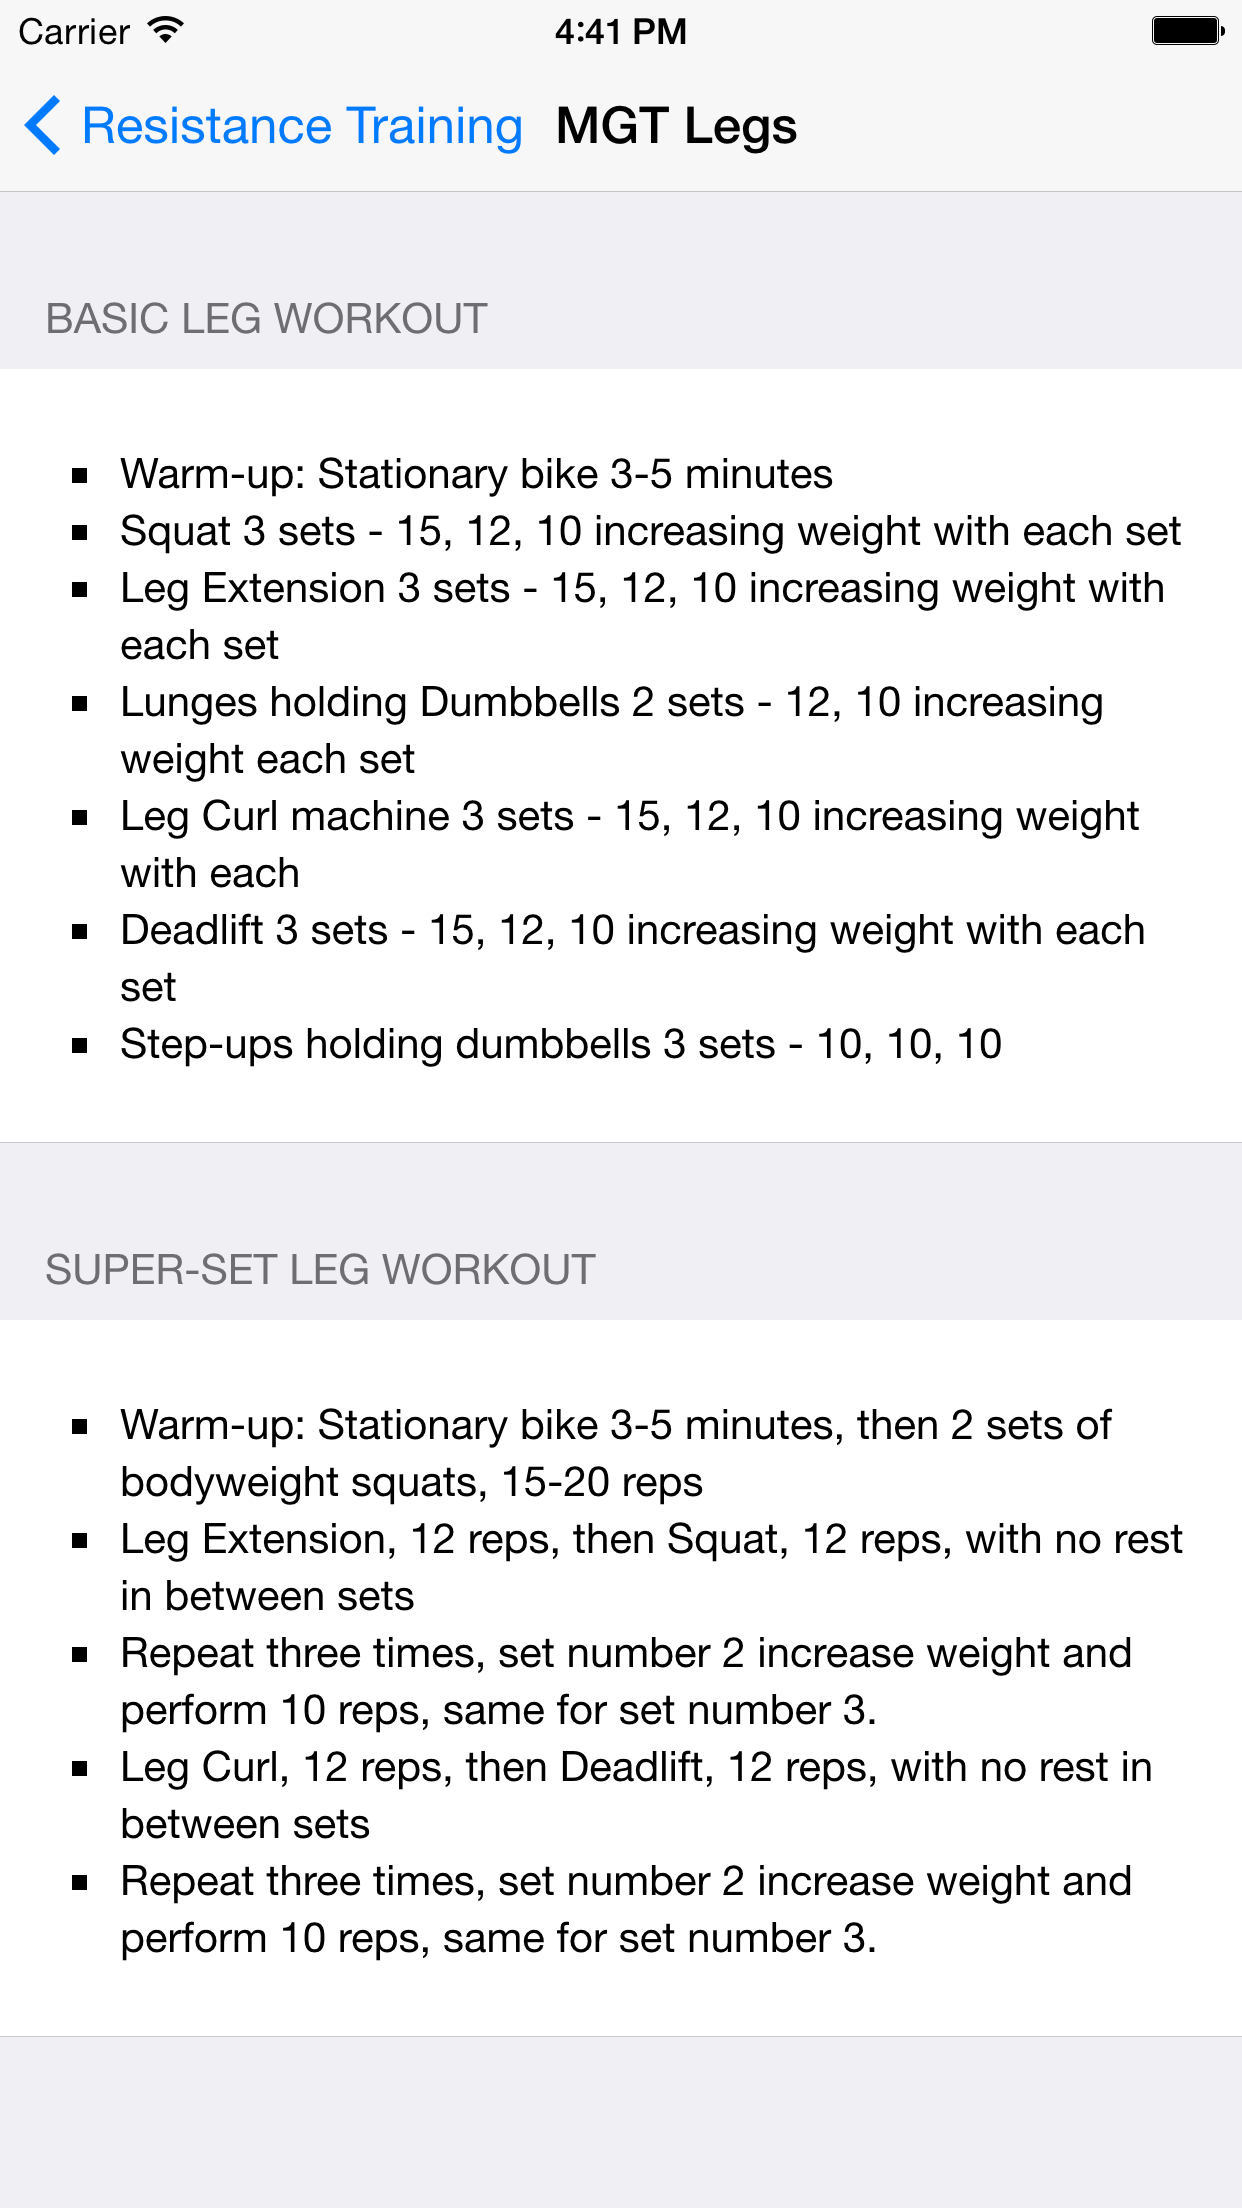 Carrier
4:41 PM
Resistance Training MGT Legs
BASIC LEG WORKOUT
Warm-up: Stationary bike 3-5 minutes
Squat 3 sets - 15, 12, 10 increasing weight with each set
Leg Extension 3 sets - 15, 12, 10 increasing weight with
each set
Lunges holding Dumbbells 2 sets - 12, 10 increasing
weight each set
Leg Curl machine 3 sets - 15, 12, 10 increasing weight
with each
Deadlift 3 sets - 15, 12, 10 increasing weight with each
set
Step-ups holding dumbbells 3 sets - 10, 10, 10
SUPER-SET LEG WORKOUT
Warm-up: Stationary bike 3-5 minutes, then 2 sets of
bodyweight squats, 15-20 reps
Leg Extension, 12 reps, then Squat, 12 reps, with no rest
in between sets
Repeat three times, set number 2 increase weight and
perform 10 reps, same for set number 3.
Leg Curl, 12 reps, then Deadlift, 12 reps, with no rest in
between sets
Repeat three times, set number 2 increase weight and
perform 10 reps, same for set number 3.